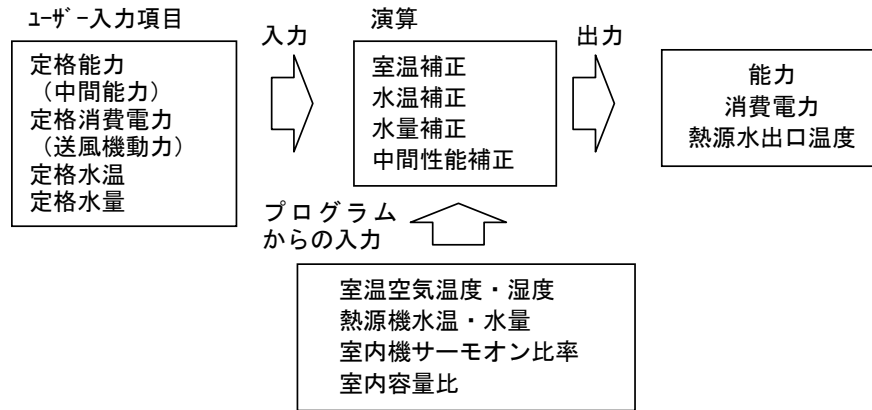 ﾕｰｻﾞｰ入力項目
定格能力
（中間能力）
定格消費電力
（送風機動力）
定格水温
定格水量
入力
演算
室温補正
水温補正
水量補正
中間性能補正
出力
能力
消費電力
熱源水出口温度
プログラム
からの入力
室温空気温度・湿度
熱源機水温・水量
室内機サーモオン比率
室内容量比